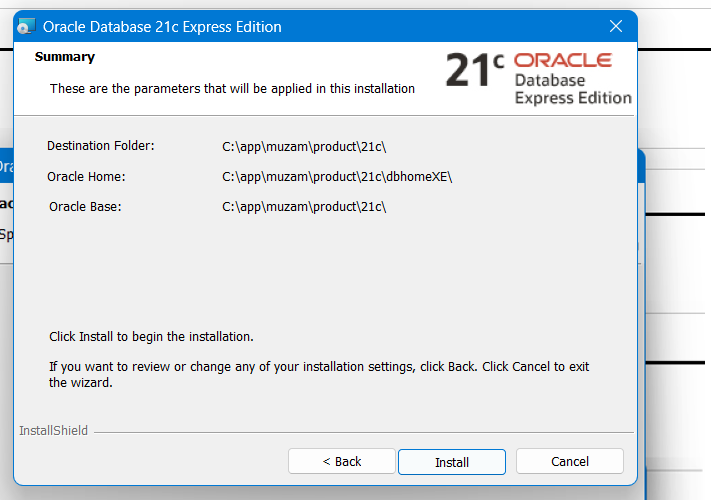 Oracle Database 21c Express Edition
Summary
These are the parameters that will be applied in this installation
21c ORACLE
Database
Express Edition
Destination Folder: C:\app\muzam\product\21c\
Oracle Home: C:\app\muzam\product\21c\dbhomeXE\
Oracle Base: C:\app\muzam\product\21c\
Click Install to begin the installation.
If you want to review or change any of your installation settings, click Back. Click Cancel to exit
the wizard.
InstallShield
< Back Install Cancel